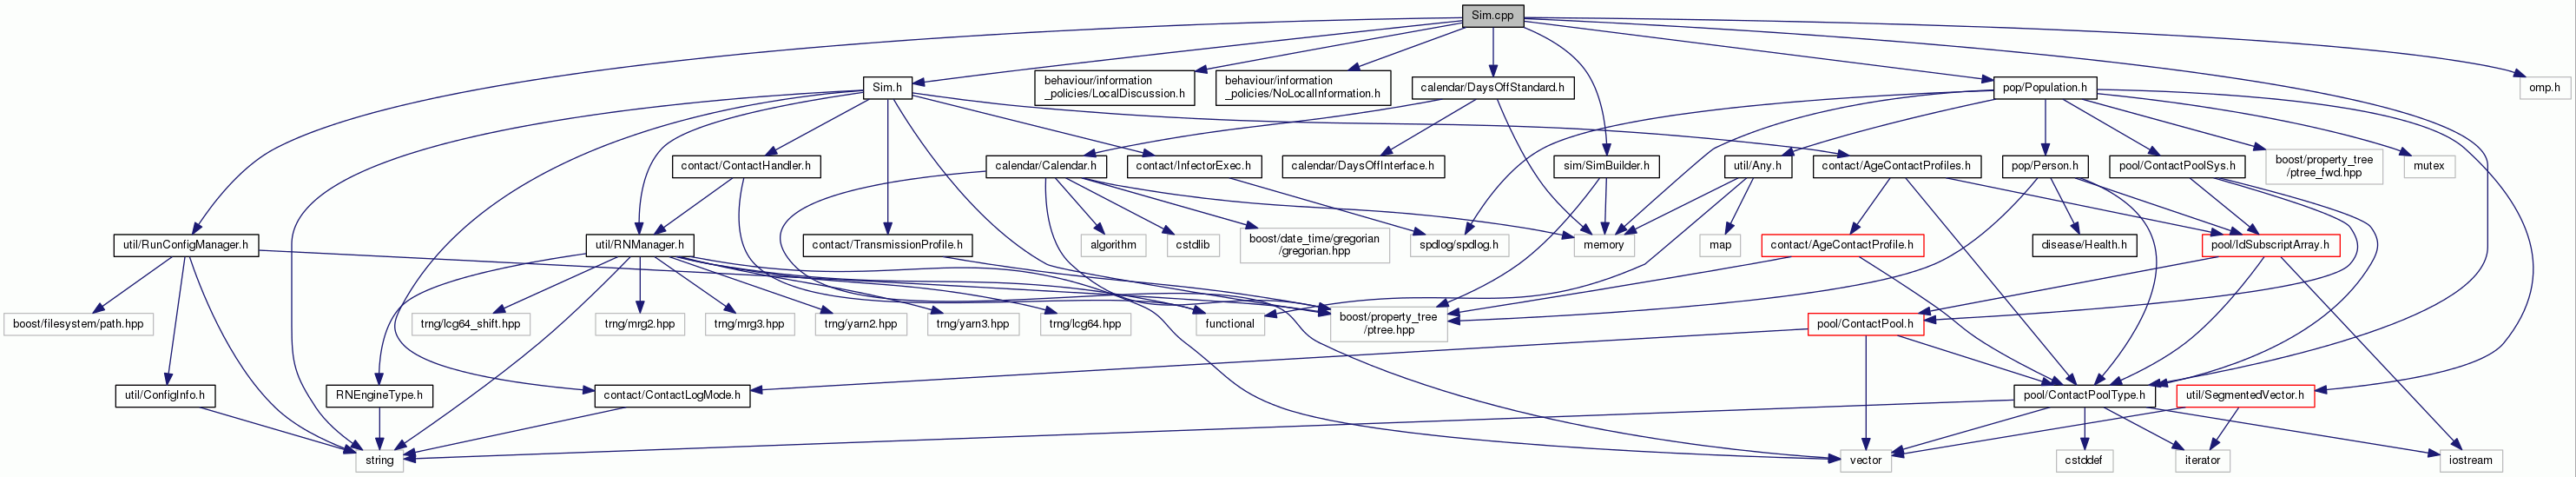 Sim.cpp
behaviour/information
_policies/LocalDiscussion.h
behaviour/information
_policies/NoLocalInformation.h
Sim.h
calendar/DaysOffStandard.h
pop/Population.h
omp.h
contact/ContactHandler.h
calendar/Calendar.h
contact/InfectorExec.h
calendar/DaysOffInterface.h
sim/SimBuilder.h
util/Any.h
contact/AgeContactProfiles.h
pop/Person.h
pool/ContactPoolSys.h
boost/property_tree
/ptree_fwd.hpp
mutex
util/RunConfigManager.h
util/RNManager.h
contact/TransmissionProfile.h
algorithm
cstdlib
boost/date_time/gregorian
/gregorian.hpp
spdlog/spdlog.h
memory
map
contact/AgeContactProfile.h
disease/Health.h
pool/IdSubscriptArray.h
boost/filesystem/path.hpp
trng/lcg64_shift.hpp
trng/mrg2.hpp
trng/mrg3.hpp
trng/yarn2.hpp
trng/yarn3.hpp
trng/lcg64.hpp
functional
boost/property_tree
/ptree.hpp
pool/ContactPool.h
util/ConfigInfo.h
RNEngineType.h
contact/ContactLogMode.h
pool/ContactPoolType.h
util/SegmentedVector.h
string
vector
cstddef
iterator
iostream